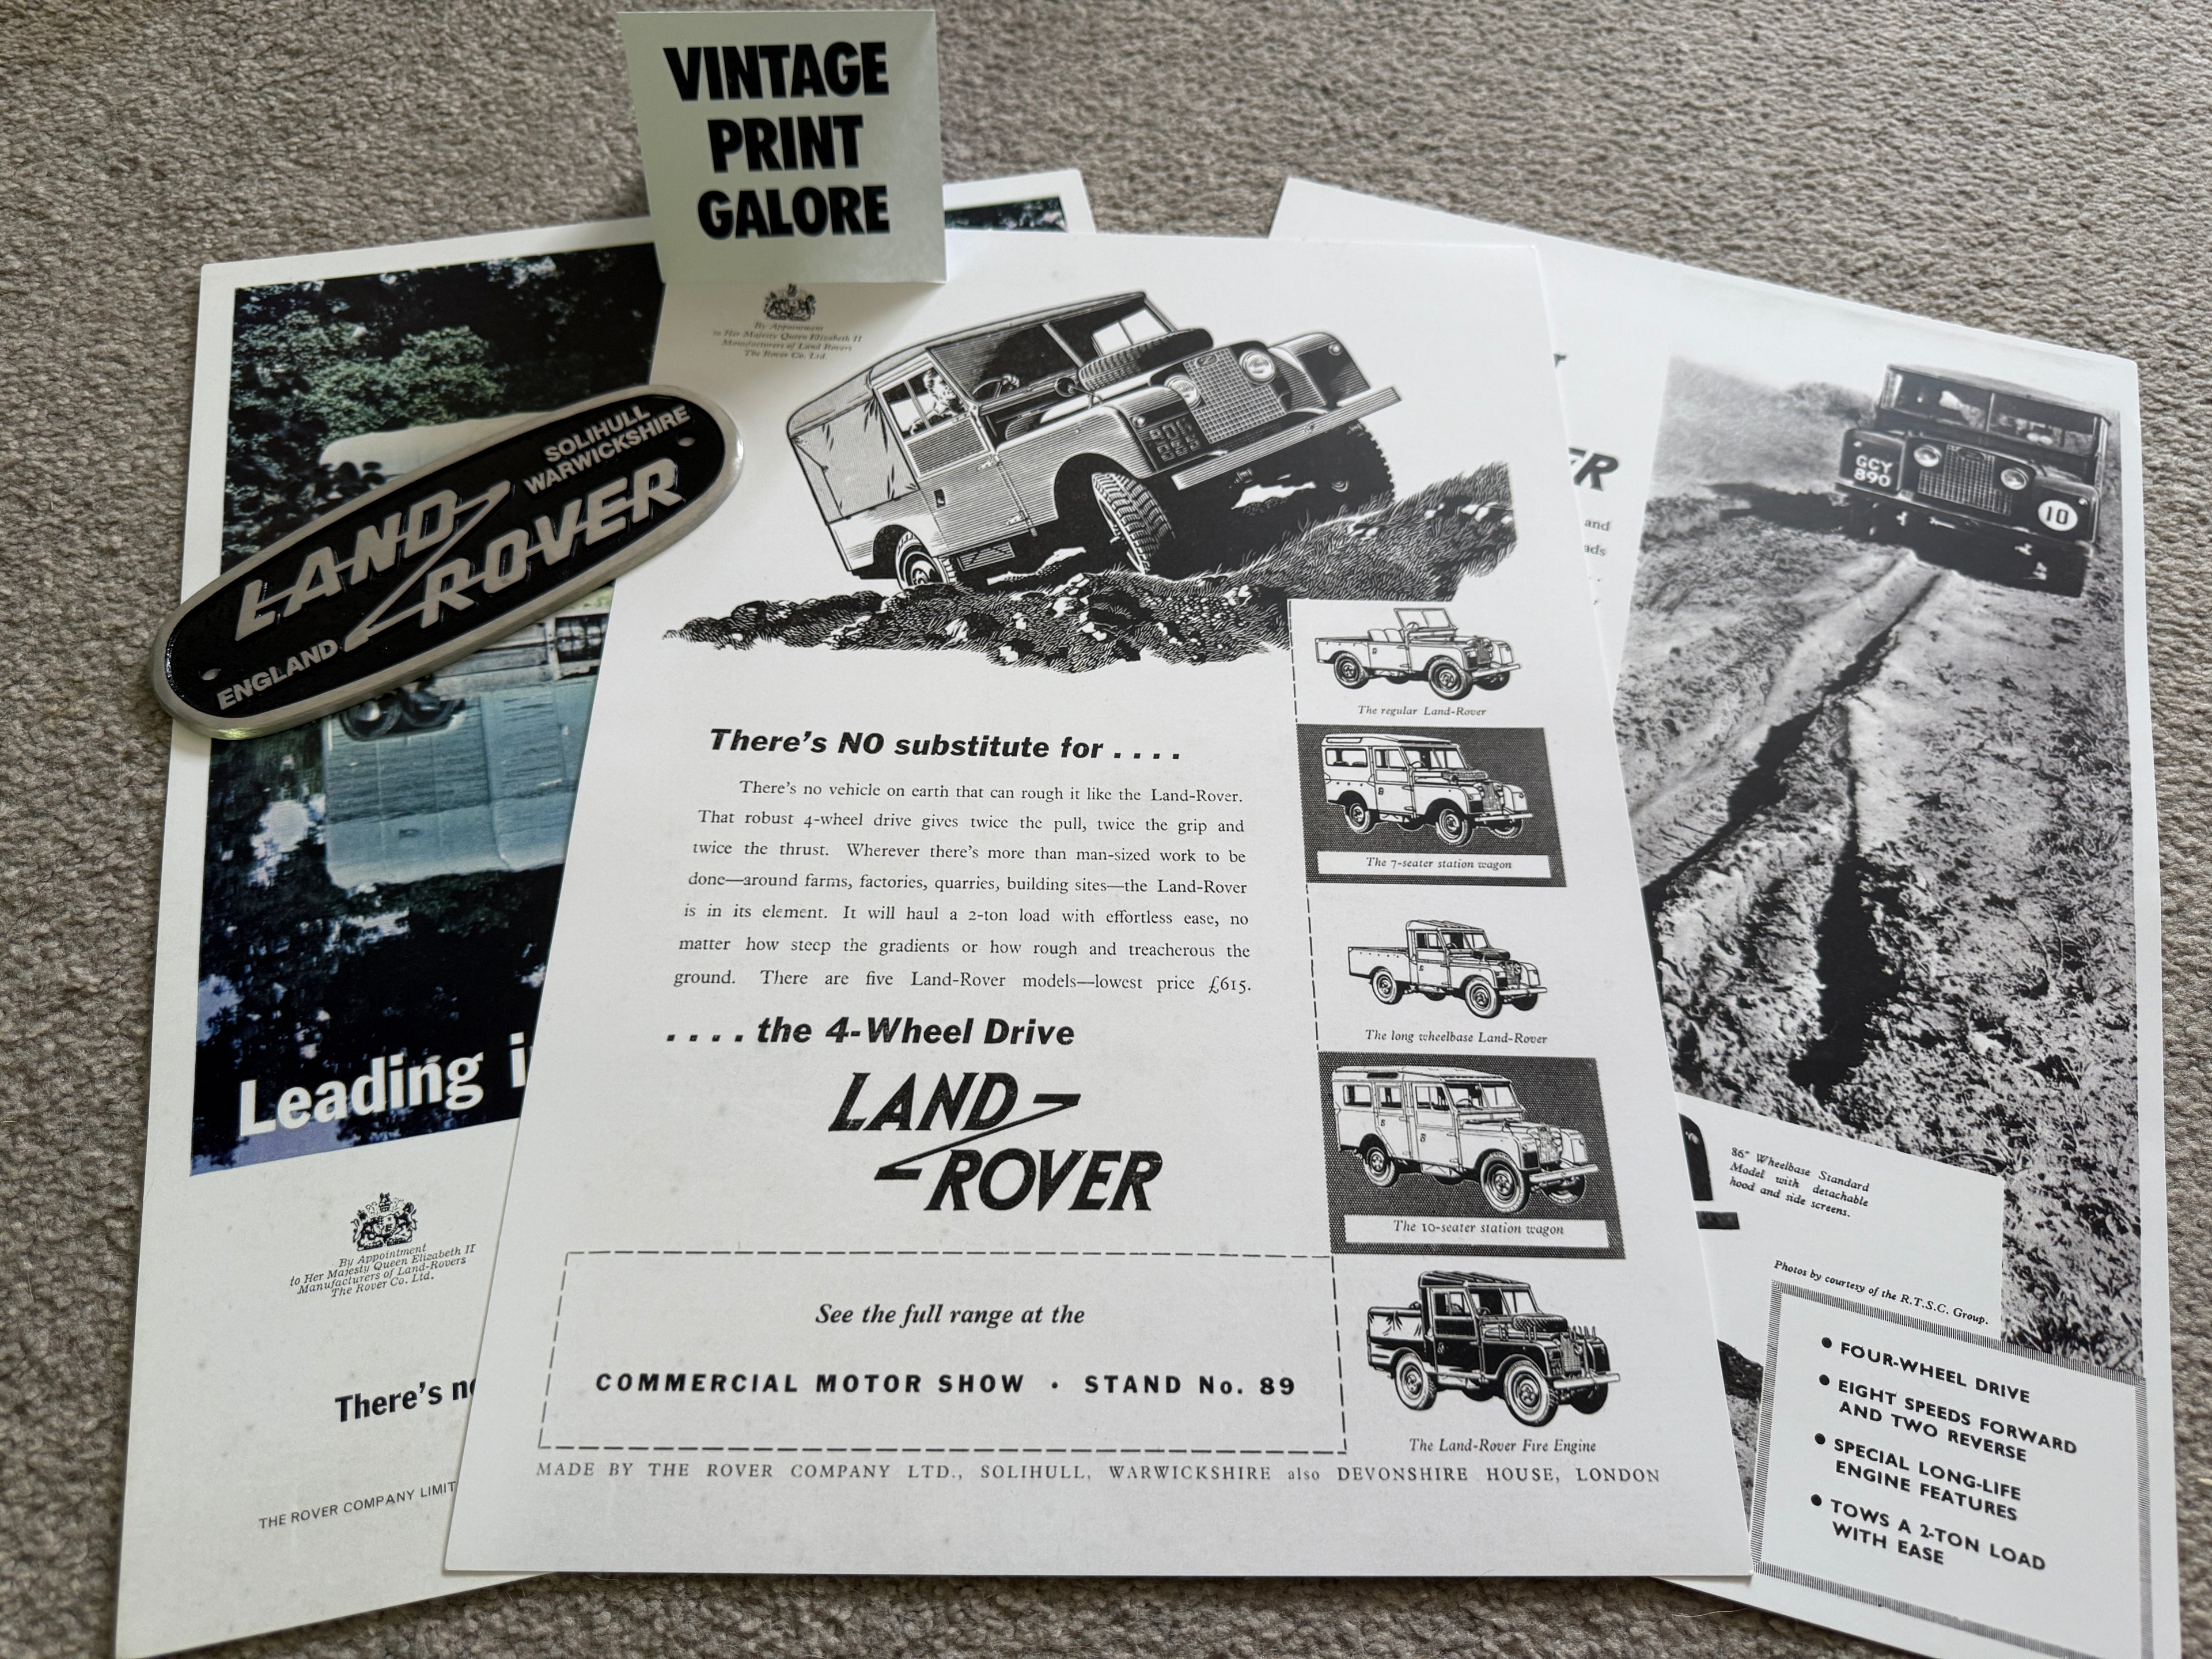 VINTAGE
PRINT
GALORE
LAND
ROVER
SOLIHULL
WARWICKSHIRE
ENGLAND
Leading
By Appointment
to Her Majesty Queen Elizabeth II
Manufacturers of Land-Rovers
The Rover Co. Ltd.
There's
THE ROVER COMPANY
By Appointment
to Her Majesty Queen Elizabeth II
Manufacturers of Land Rovers
The Rover Co. Ltd.
There's NO substitute for . . . .
There's no vehicle on earth that can rough it like the Land-Rover.
That robust 4-wheel drive gives twice the pull, twice the grip and
twice the thrust. Wherever there's more than man-sized work to be
done—around farms, factories, quarries, building sites—the Land-Rover
is in its element. It will haul a 2-ton load with effortless ease, no
matter how steep the gradients or how rough and treacherous the
ground. There are five Land-Rover models—lowest price £615.
. . . . the 4-Wheel Drive
LAND
ROVER
The regular Land-Rover
The 7-seater station wagon
The long wheelbase Land-Rover
The 10-seater station wagon
The Land-Rover Fire Engine
See the full range at the
COMMERCIAL MOTOR SHOW · STAND No. 89
MADE BY THE ROVER COMPANY LTD., SOLIHULL, WARWICKSHIRE also DEVONSHIRE HOUSE, LONDON
and
GCY
890
10
86" Wheelbase Standard
Model with detachable
hood and side screens.
Photos by courtesy of the R.T.S.C. Group.
• FOUR-WHEEL DRIVE
• EIGHT SPEEDS FORWARD
AND TWO REVERSE
• SPECIAL LONG-LIFE
ENGINE FEATURES
• TOWS A 2-TON LOAD
WITH EASE